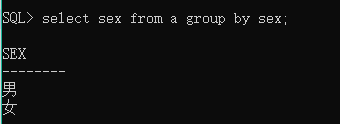 SQL> select sex from a group by sex;
SEX
--------
男
女